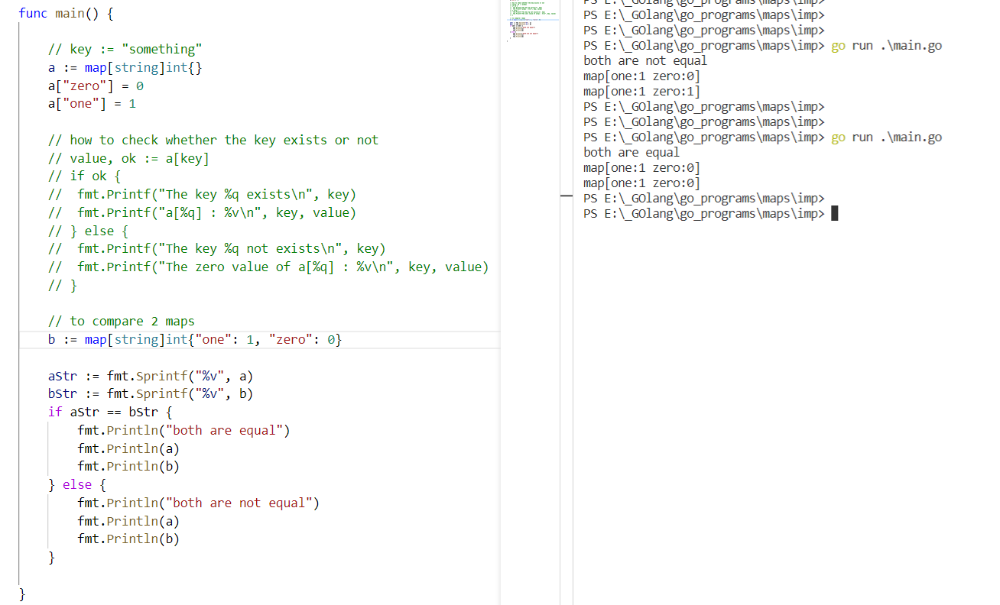 func main() {
// key := "something"
a := map[string]int{}
a["zero"] = 0
a["one"] = 1
// how to check whether the key exists or not
// value, ok := a[key]
// if ok {
//  fmt.Printf("The key %q exists\n", key)
//  fmt.Printf("a[%q] : %v\n", key, value)
// } else {
//  fmt.Printf("The key %q not exists\n", key)
//  fmt.Printf("The zero value of a[%q] : %v\n", key, value)
// }
// to compare 2 maps
b := map[string]int{"one": 1, "zero": 0}
aStr := fmt.Sprintf("%v", a)
bStr := fmt.Sprintf("%v", b)
if aStr == bStr {
fmt.Println("both are equal")
fmt.Println(a)
fmt.Println(b)
} else {
fmt.Println("both are not equal")
fmt.Println(a)
fmt.Println(b)
}
}
PS E:\_GOlang\go_programs\maps\imp>
PS E:\_GOlang\go_programs\maps\imp>
PS E:\_GOlang\go_programs\maps\imp>
PS E:\_GOlang\go_programs\maps\imp> go run .\main.go
both are not equal
map[one:1 zero:0]
map[one:1 zero:1]
PS E:\_GOlang\go_programs\maps\imp>
PS E:\_GOlang\go_programs\maps\imp>
PS E:\_GOlang\go_programs\maps\imp> go run .\main.go
both are equal
map[one:1 zero:0]
map[one:1 zero:0]
PS E:\_GOlang\go_programs\maps\imp>
PS E:\_GOlang\go_programs\maps\imp>